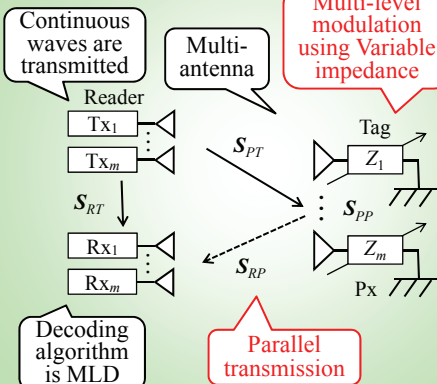 Continuous
waves are
transmitted
Multi-
antenna
Multi-level
modulation
using Variable
impedance
Reader
Tx1
Txm
SPT
Tag
Z1
SRT
SPP
Rx1
Rxm
SRP
Zm
Px
Decoding
algorithm
is MLD
Parallel
transmission